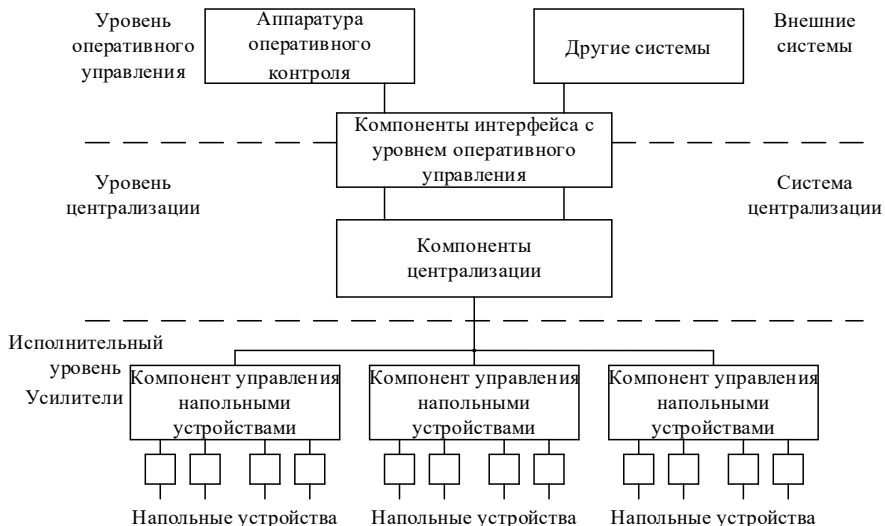 Уровень
оперативного
управления
Аппаратура
оперативного
контроля
Другие системы
Внешние
системы
Компоненты интерфейса с
уровнем оперативного
управления
Уровень
централизации
Система
централизации
Компоненты
централизации
Исполнительный
уровень
Усилители
Компонент управления
напольными
устройствами
Компонент управления
напольными
устройствами
Компонент управления
напольными
устройствами
Напольные устройства
Напольные устройства
Напольные устройства